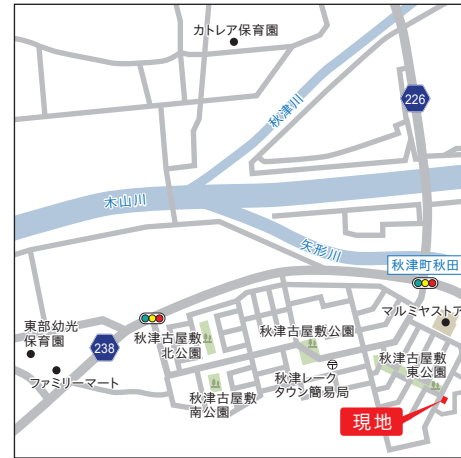 カトレア保育園
226
秋津川
木山川
矢形川
秋津町秋田
マルミヤストア
東部幼光
保育園
238
ファミリーマート
秋津古屋敷
北公園
秋津古屋敷公園
秋津レーク
タウン簡易局
秋津古屋敷
東公園
秋津古屋敷
南公園
現地